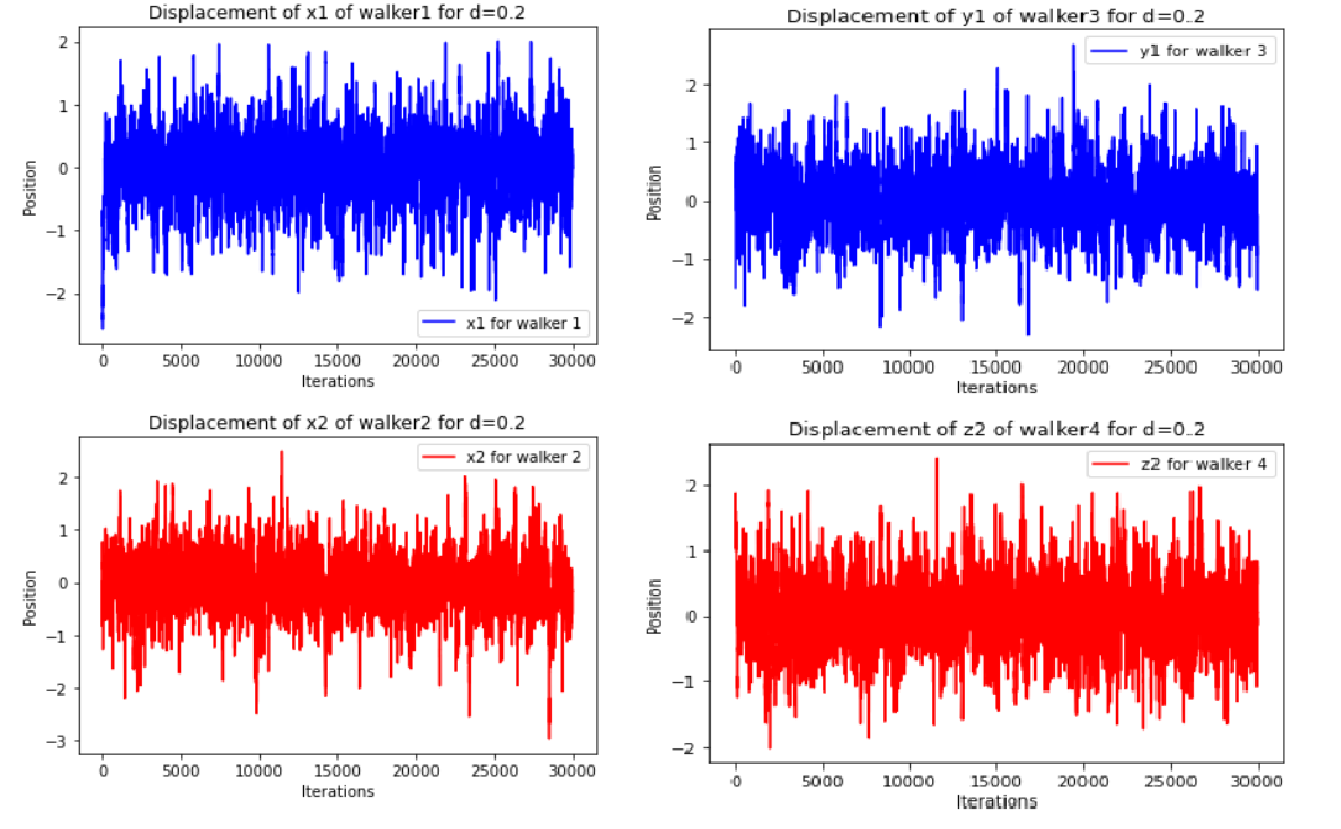 Displacement of x1 of walker1 for d=0.2
2
1
0
−1
−2
Position
x1 for walker 1
0 5000 10000 15000 20000 25000 30000
Iterations
Displacement of y1 of walker3 for d=0.2
y1 for walker 3
2
1
0
−1
−2
Position
0 5000 10000 15000 20000 25000 30000
Iterations
Displacement of x2 of walker2 for d=0.2
x2 for walker 2
2
1
0
−1
−2
−3
Position
0 5000 10000 15000 20000 25000 30000
Iterations
Displacement of z2 of walker4 for d=0.2
z2 for walker 4
2
1
0
−1
−2
Position
0 5000 10000 15000 20000 25000 30000
Iterations